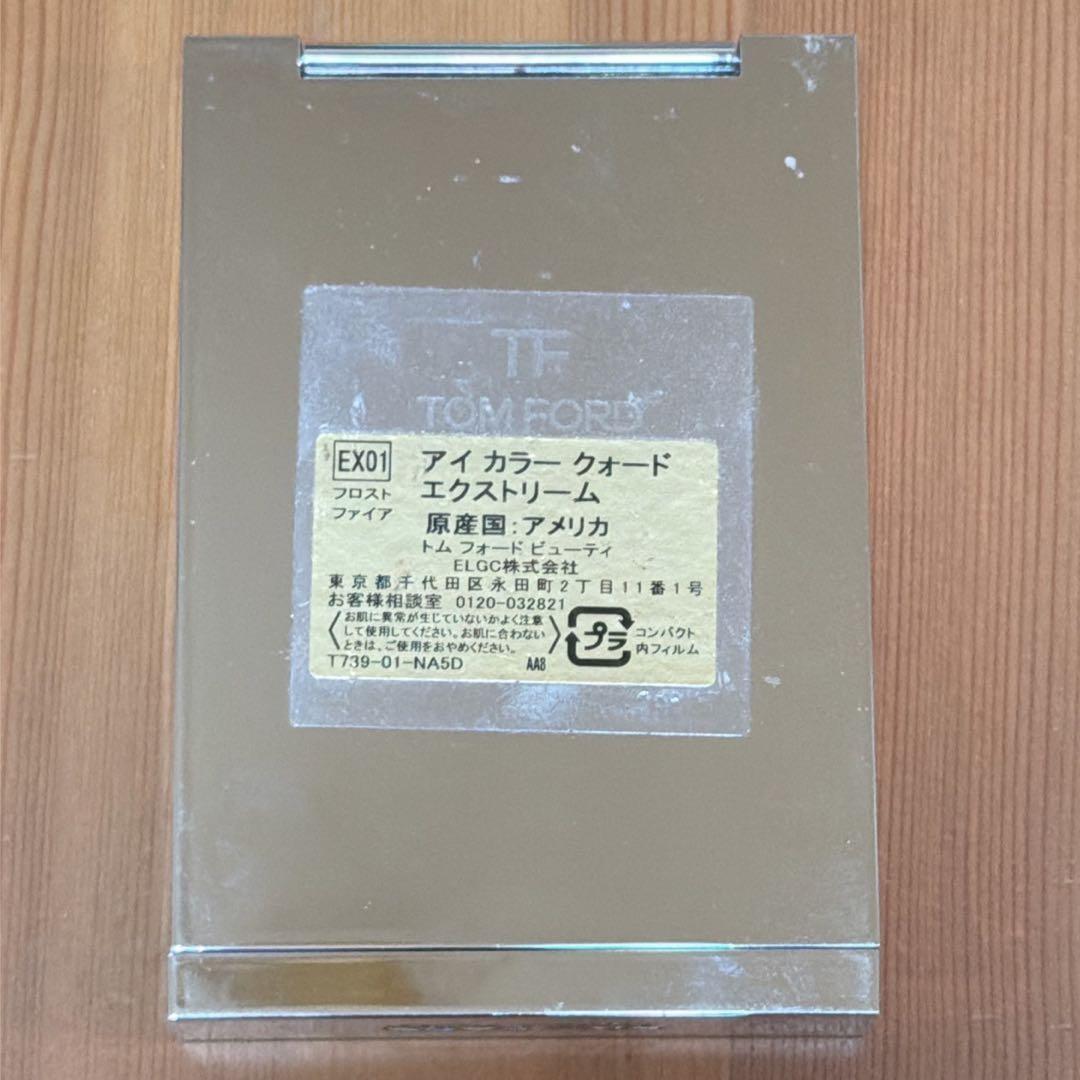 TF
TOM FORD
EX01
フロスト
ファイア
アイ カラー クォード
エクストリーム
原産国:アメリカ
トム フォード ビューティ
ELGC株式会社
東京都千代田区永田町2丁目11番1号
お客様相談室 0120-032821
お肌に異常が生じていないかよく注意
して使用してください。お肌に合わない
ときは、ご使用をおやめください。
プラ
コンパクト
内フィルム
T739-01-NA5D
AA8